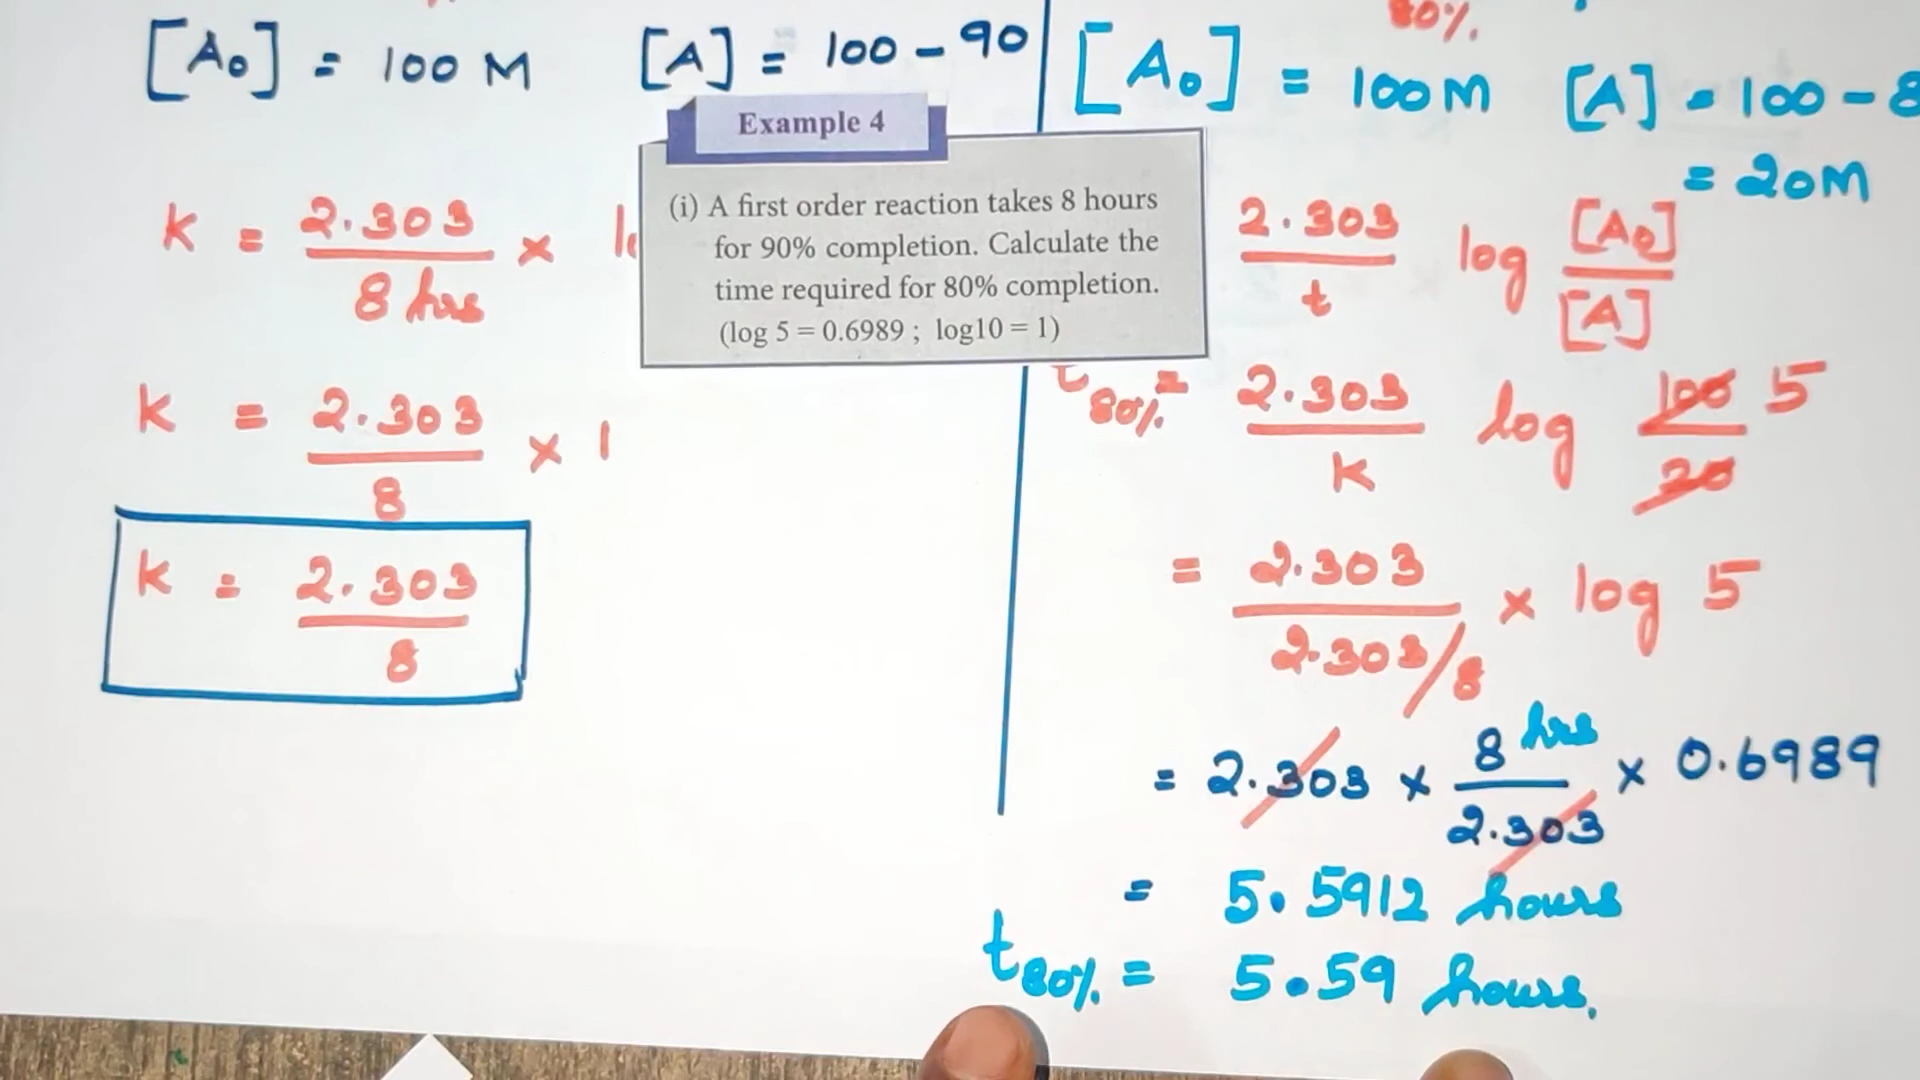 [A₀] = 100 M [A] = 100 - 90
k = 2.303 / 8 hrs ×
k = 2.303 / 8 × 1
k = 2.303 / 8
Example 4
(i) A first order reaction takes 8 hours
for 90% completion. Calculate the
time required for 80% completion.
(log 5 = 0.6989 ; log10 = 1)
80%
[A₀] = 100M [A] = 100 - 8
= 20M
2.303 / t log [A₀] / [A]
t80% = 2.303 / k log 100 / 20 5
= 2.303 / 2.303/8 × log 5
= 2.303 × 8 hrs / 2.303 × 0.6989
= 5.5912 hours
t80% = 5.59 hours.